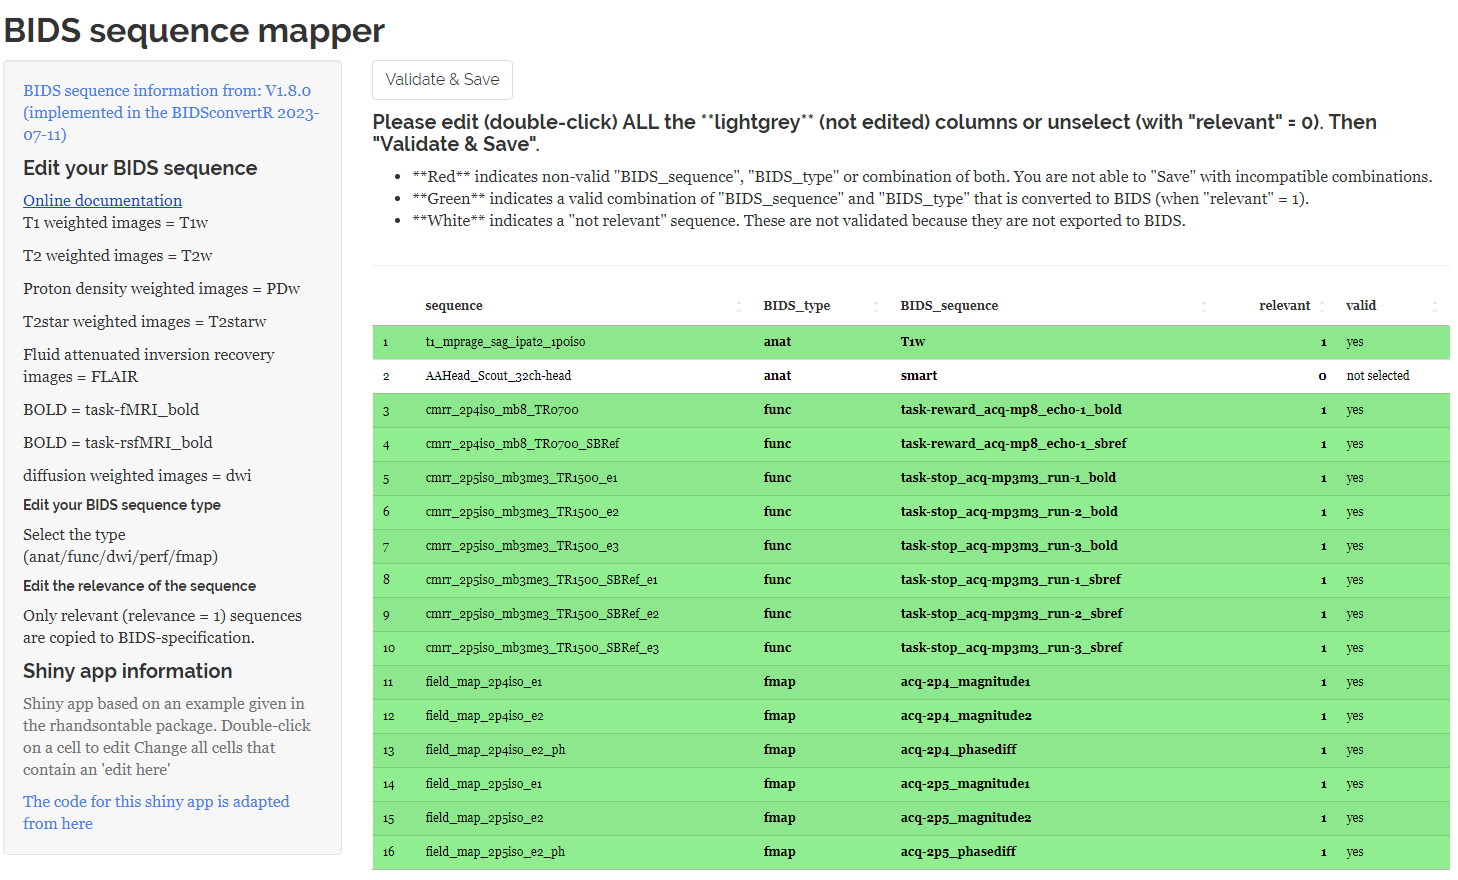 BIDS sequence mapper
BIDS sequence information from: V1.8.0
(implemented in the BIDSconvertR 2023-
07-11)
Edit your BIDS sequence
Online documentation
T1 weighted images = T1w
T2 weighted images = T2w
Proton density weighted images = PDw
T2star weighted images = T2starw
Fluid attenuated inversion recovery
images = FLAIR
BOLD = task-fMRI_bold
BOLD = task-rsfMRI_bold
diffusion weighted images = dwi
Edit your BIDS sequence type
Select the type
(anat/func/dwi/perf/fmap)
Edit the relevance of the sequence
Only relevant (relevance = 1) sequences
are copied to BIDS-specification.
Shiny app information
Shiny app based on an example given in
the rhandsontable package. Double-click
on a cell to edit Change all cells that
contain an 'edit here'
The code for this shiny app is adapted
from here
Validate & Save
Please edit (double-click) ALL the **lightgrey** (not edited) columns or unselect (with "relevant" = 0). Then
"Validate & Save".
• **Red** indicates non-valid "BIDS_sequence", "BIDS_type" or combination of both. You are not able to "Save" with incompatible combinations.
• **Green** indicates a valid combination of "BIDS_sequence" and "BIDS_type" that is converted to BIDS (when "relevant" = 1).
• **White** indicates a "not relevant" sequence. These are not validated because they are not exported to BIDS.
sequence BIDS_type BIDS_sequence relevant valid
1 t1_mprage_sag_ipat2_1p0iso anat T1w 1 yes
2 AAHead_Scout_32ch-head anat smart 0 not selected
3 cmrr_2p4iso_mb8_TR0700 func task-reward_acq-mp8_echo-1_bold 1 yes
4 cmrr_2p4iso_mb8_TR0700_SBRef func task-reward_acq-mp8_echo-1_sbref 1 yes
5 cmrr_2p5iso_mb3me3_TR1500_e1 func task-stop_acq-mp3m3_run-1_bold 1 yes
6 cmrr_2p5iso_mb3me3_TR1500_e2 func task-stop_acq-mp3m3_run-2_bold 1 yes
7 cmrr_2p5iso_mb3me3_TR1500_e3 func task-stop_acq-mp3m3_run-3_bold 1 yes
8 cmrr_2p5iso_mb3me3_TR1500_SBRef_e1 func task-stop_acq-mp3m3_run-1_sbref 1 yes
9 cmrr_2p5iso_mb3me3_TR1500_SBRef_e2 func task-stop_acq-mp3m3_run-2_sbref 1 yes
10 cmrr_2p5iso_mb3me3_TR1500_SBRef_e3 func task-stop_acq-mp3m3_run-3_sbref 1 yes
11 field_map_2p4iso_e1 fmap acq-2p4_magnitude1 1 yes
12 field_map_2p4iso_e2 fmap acq-2p4_magnitude2 1 yes
13 field_map_2p4iso_e2_ph fmap acq-2p4_phasediff 1 yes
14 field_map_2p5iso_e1 fmap acq-2p5_magnitude1 1 yes
15 field_map_2p5iso_e2 fmap acq-2p5_magnitude2 1 yes
16 field_map_2p5iso_e2_ph fmap acq-2p5_phasediff 1 yes